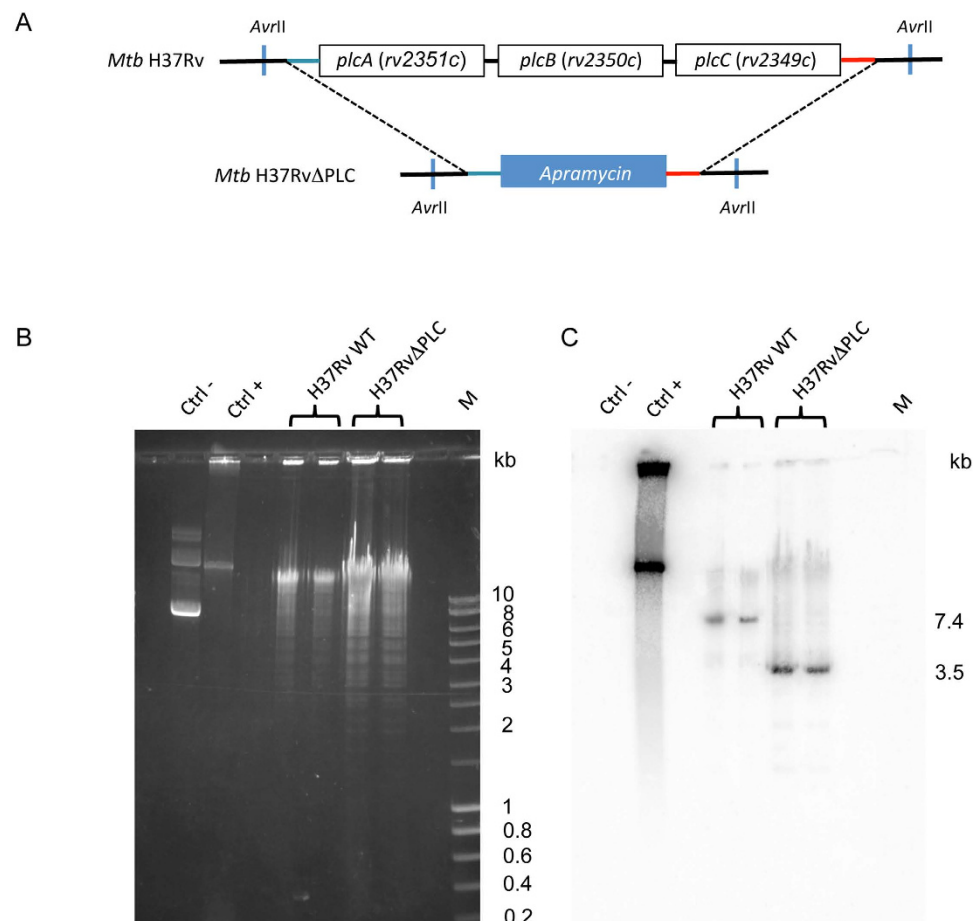 A
AvrII
AvrII
Mtb H37Rv
plcA (rv2351c)
plcB (rv2350c)
plcC (rv2349c)
Mtb H37RvΔPLC
Apramycin
AvrII
AvrII
B
Ctrl -
Ctrl +
H37Rv WT
H37RvΔPLC
M
kb
10
8
6
5
4
3
2
1
0.8
0.6
0.4
0.2
C
Ctrl -
Ctrl +
H37Rv WT
H37RvΔPLC
M
kb
7.4
3.5